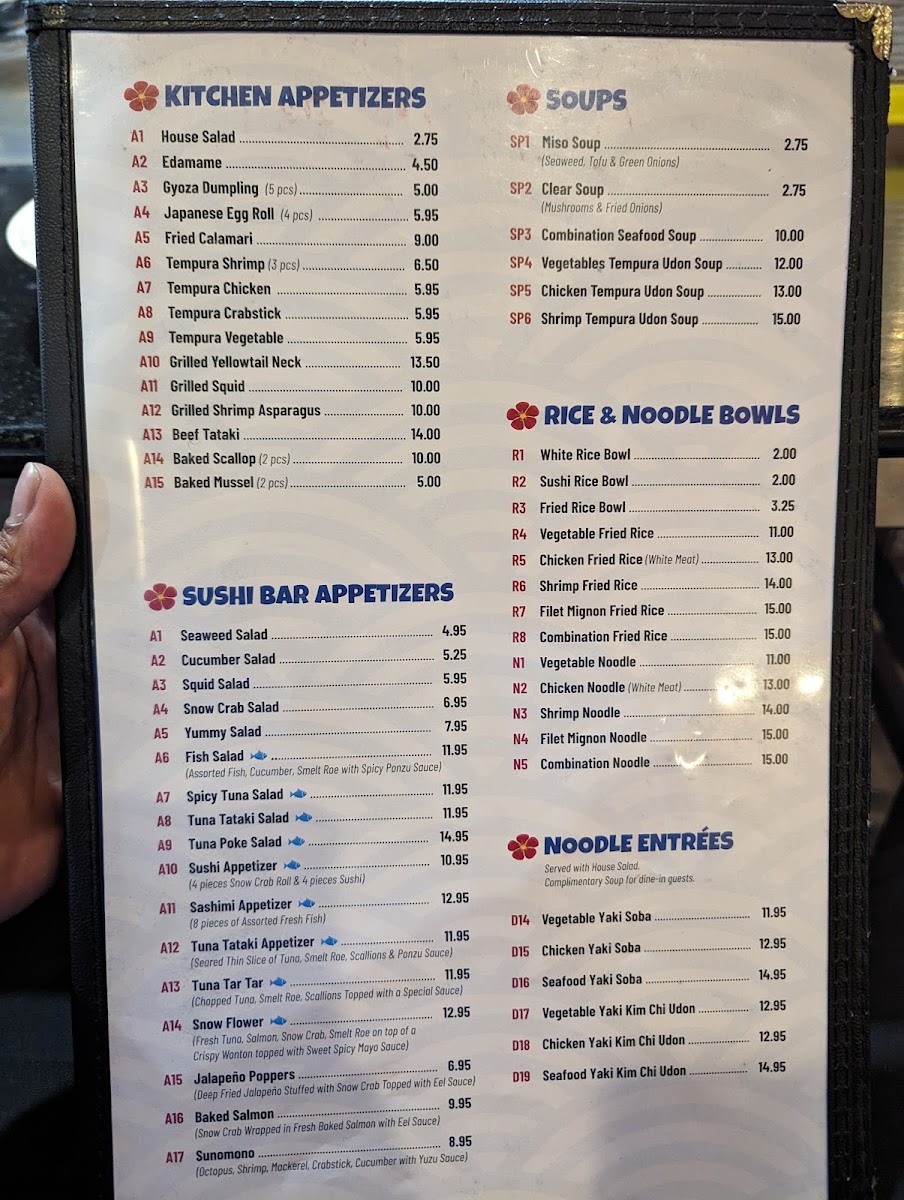 KITCHEN APPETIZERS
A1 House Salad 2.75
A2 Edamame 4.50
A3 Gyoza Dumpling (5 pcs) 5.00
A4 Japanese Egg Roll (4 pcs) 5.95
A5 Fried Calamari 9.00
A6 Tempura Shrimp (3 pcs) 6.50
A7 Tempura Chicken 5.95
A8 Tempura Crabstick 5.95
A9 Tempura Vegetable 5.95
A10 Grilled Yellowtail Neck 13.50
A11 Grilled Squid 10.00
A12 Grilled Shrimp Asparagus 10.00
A13 Beef Tataki 14.00
A14 Baked Scallop (2 pcs) 10.00
A15 Baked Mussel (2 pcs) 5.00
SUSHI BAR APPETIZERS
A1 Seaweed Salad 4.95
A2 Cucumber Salad 5.25
A3 Squid Salad 5.95
A4 Snow Crab Salad 6.95
A5 Yummy Salad 7.95
A6 Fish Salad 11.95
(Assorted Fish, Cucumber, Smelt Roe with Spicy Ponzu Sauce)
A7 Spicy Tuna Salad 11.95
A8 Tuna Tataki Salad 11.95
A9 Tuna Poke Salad 14.95
A10 Sushi Appetizer 10.95
(4 pieces Snow Crab Roll & 4 pieces Sushi)
A11 Sashimi Appetizer 12.95
(8 pieces of Assorted Fresh Fish)
A12 Tuna Tataki Appetizer 11.95
(Seared Thin Slice of Tuna, Smelt Roe, Scallions & Ponzu Sauce)
A13 Tuna Tar Tar 11.95
(Chopped Tuna, Smelt Roe, Scallions Topped with a Special Sauce)
A14 Snow Flower 12.95
(Fresh Tuna, Salmon, Snow Crab, Smelt Roe on top of a
Crispy Wonton topped with Sweet Spicy Mayo Sauce)
A15 Jalapeño Poppers 6.95
(Deep Fried Jalapeño Stuffed with Snow Crab Topped with Eel Sauce)
A16 Baked Salmon 9.95
(Snow Crab Wrapped in Fresh Baked Salmon with Eel Sauce)
A17 Sunomono 8.95
(Octopus, Shrimp, Mackerel, Crabstick, Cucumber with Yuzu Sauce)
SOUPS
SP1 Miso Soup 2.75
(Seaweed, Tofu & Green Onions)
SP2 Clear Soup 2.75
(Mushrooms & Fried Onions)
SP3 Combination Seafood Soup 10.00
SP4 Vegetables Tempura Udon Soup 12.00
SP5 Chicken Tempura Udon Soup 13.00
SP6 Shrimp Tempura Udon Soup 15.00
RICE & NOODLE BOWLS
R1 White Rice Bowl 2.00
R2 Sushi Rice Bowl 2.00
R3 Fried Rice Bowl 3.25
R4 Vegetable Fried Rice 11.00
R5 Chicken Fried Rice (White Meat) 13.00
R6 Shrimp Fried Rice 14.00
R7 Filet Mignon Fried Rice 15.00
R8 Combination Fried Rice 15.00
N1 Vegetable Noodle 11.00
N2 Chicken Noodle (White Meat) 13.00
N3 Shrimp Noodle 14.00
N4 Filet Mignon Noodle 15.00
N5 Combination Noodle 15.00
NOODLE ENTRÉES
Served with House Salad.
Complimentary Soup for dine-in guests.
D14 Vegetable Yaki Soba 11.95
D15 Chicken Yaki Soba 12.95
D16 Seafood Yaki Soba 14.95
D17 Vegetable Yaki Kim Chi Udon 12.95
D18 Chicken Yaki Kim Chi Udon 12.95
D19 Seafood Yaki Kim Chi Udon 14.95